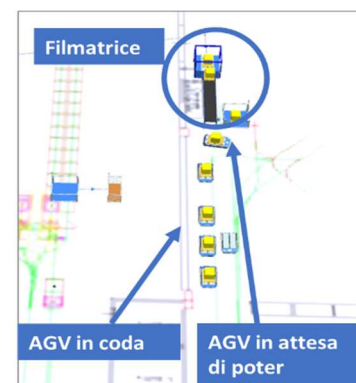 Filmatrice
AGV in coda
AGV in attesa
di poter